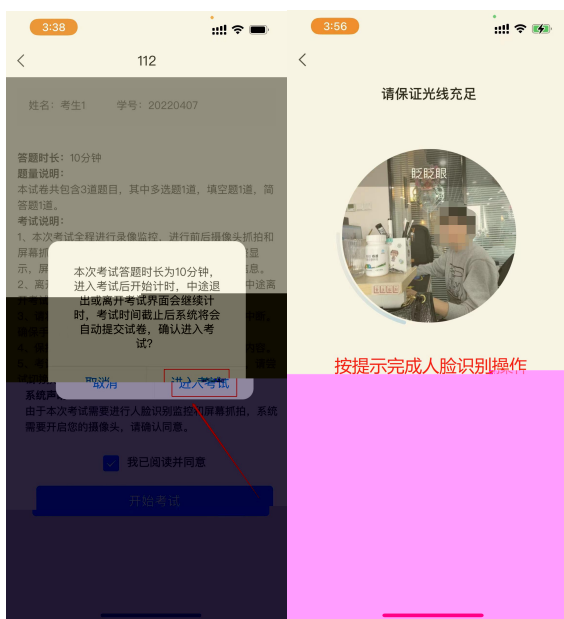 3:38
112
姓名：考生1 学号：20220407
答题时长：10分钟
题量说明：
本试卷共包含3道题目，其中多选题1道，填空题1道，简
答题1道。
考试说明：
1、本次考试全程进行录像监控，进行前后摄像头抓拍和
本次考试答题时长为10分钟，
进入考试后开始计时，中途退
出或离开考试界面会继续计
时，考试时间截止后系统将会
自动提交试卷，确认进入考
试？
取消 进入考试
系统声
由于本次考试需要进行人脸识别监控和屏幕抓拍，系统
需要开启您的摄像头，请确认同意。
我已阅读并同意
开始考试
3:56
请保证光线充足
眨眨眼
按提示完成人脸识别操作